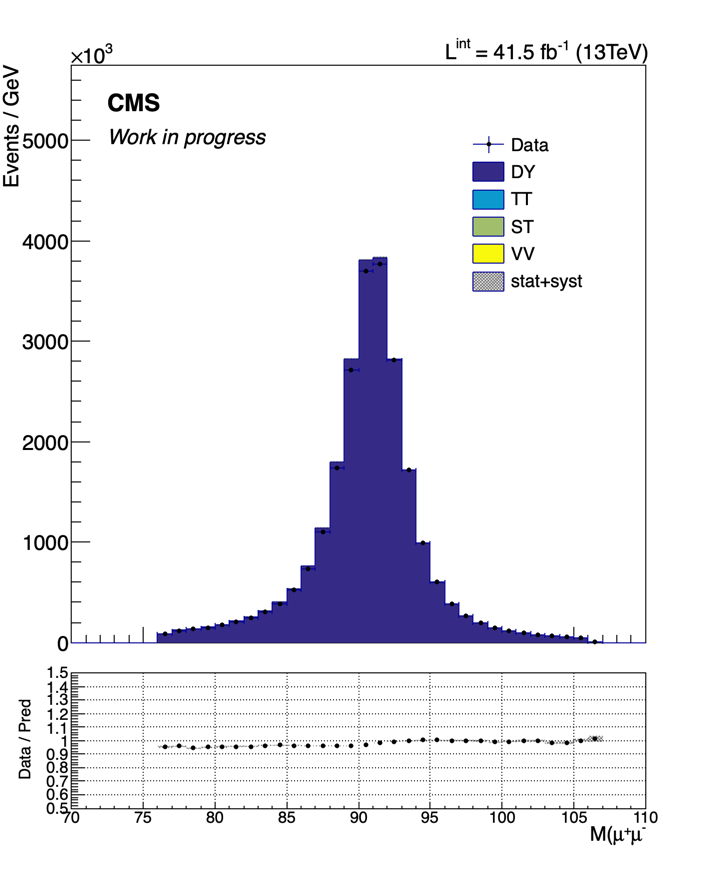 ×10³
L^int = 41.5 fb⁻¹ (13TeV)
Events / GeV
CMS
Work in progress
Data
DY
TT
ST
VV
stat+syst
5000
4000
3000
2000
1000
0
Data / Pred
1.5
1.4
1.3
1.2
1.1
1
0.9
0.8
0.7
0.6
0.5
70 75 80 85 90 95 100 105 110
M(μ⁺μ⁻